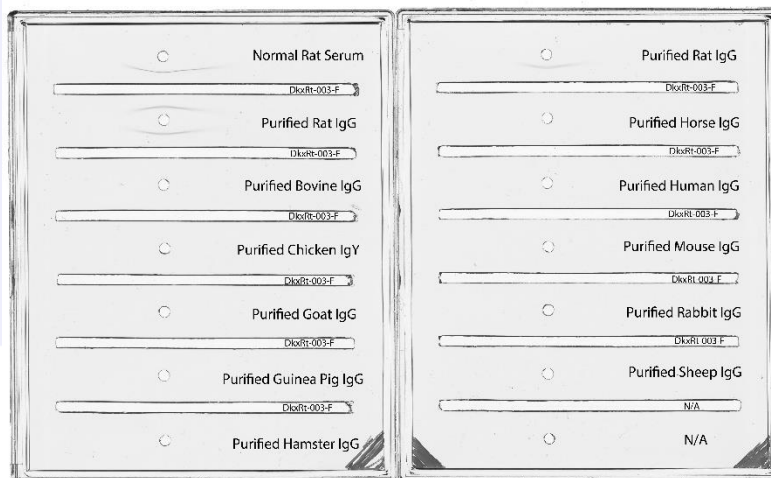 Normal Rat Serum
DkxRt-003-F
Purified Rat IgG
DkxRt-003-F
Purified Bovine IgG
DkxRt-003-F
Purified Chicken IgY
DkxRt-003-F
Purified Goat IgG
DkxRt-003-F
Purified Guinea Pig IgG
DkxRt-003-F
Purified Hamster IgG
Purified Rat IgG
DkxRt-003-F
Purified Horse IgG
DkxRt-003-F
Purified Human IgG
DkxRt-003-F
Purified Mouse IgG
DkxRt 003 F
Purified Rabbit IgG
DkxRt 003 F
Purified Sheep IgG
N/A
N/A